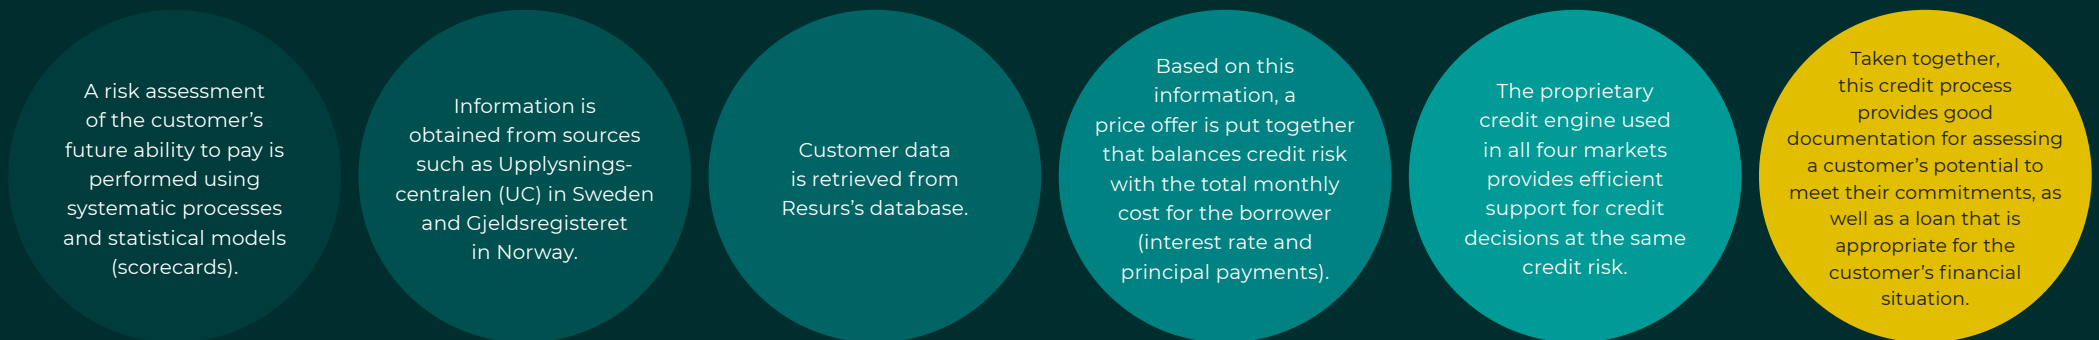 A risk assessment
of the customer's
future ability to pay is
performed using
systematic processes
and statistical models
(scorecards).
Information is
obtained from sources
such as Upplysnings-
centralen (UC) in Sweden
and Gjeldsregisteret
in Norway.
Customer data
is retrieved from
Resurs's database.
Based on this
information, a
price offer is put together
that balances credit risk
with the total monthly
cost for the borrower
(interest rate and
principal payments).
The proprietary
credit engine used
in all four markets
provides efficient
support for credit
decisions at the same
credit risk.
Taken together,
this credit process
provides good
documentation for assessing
a customer's potential to
meet their commitments, as
well as a loan that is
appropriate for the
customer's financial
situation.